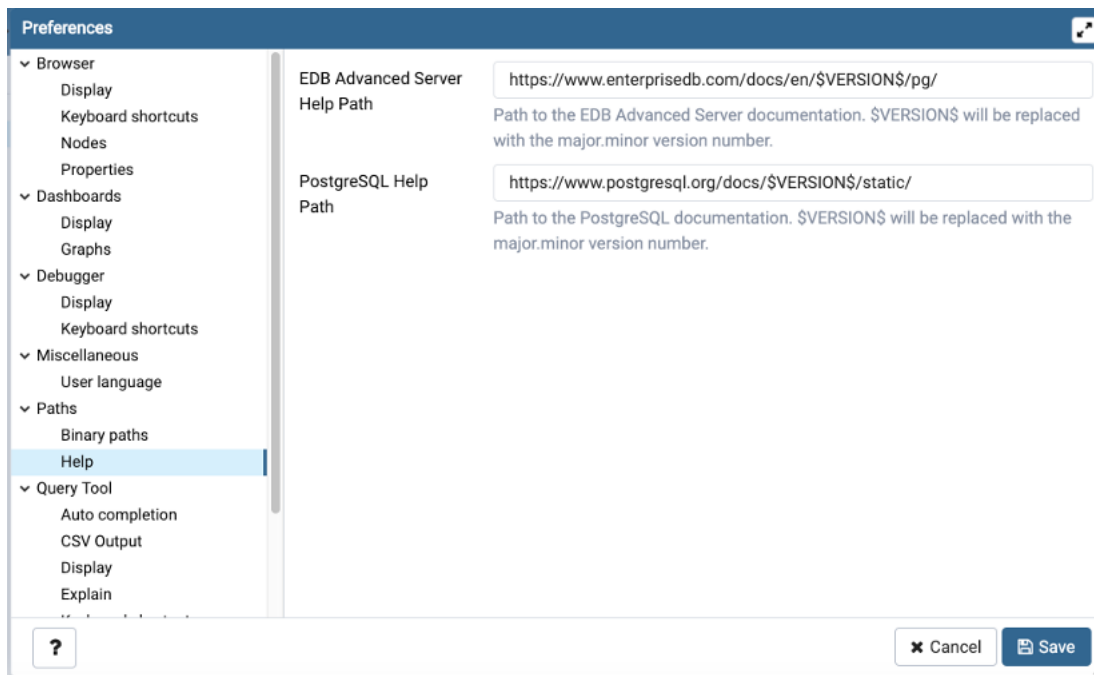 Preferences
Browser
Display
Keyboard shortcuts
Nodes
Properties
Dashboards
Display
Graphs
Debugger
Display
Keyboard shortcuts
Miscellaneous
User language
Paths
Binary paths
Help
Query Tool
Auto completion
CSV Output
Display
Explain
EDB Advanced Server
Help Path
https://www.enterprisedb.com/docs/en/$VERSION$/pg/
Path to the EDB Advanced Server documentation. $VERSION$ will be replaced
with the major.minor version number.
PostgreSQL Help
Path
https://www.postgresql.org/docs/$VERSION$/static/
Path to the PostgreSQL documentation. $VERSION$ will be replaced with the
major.minor version number.
?
Cancel
Save